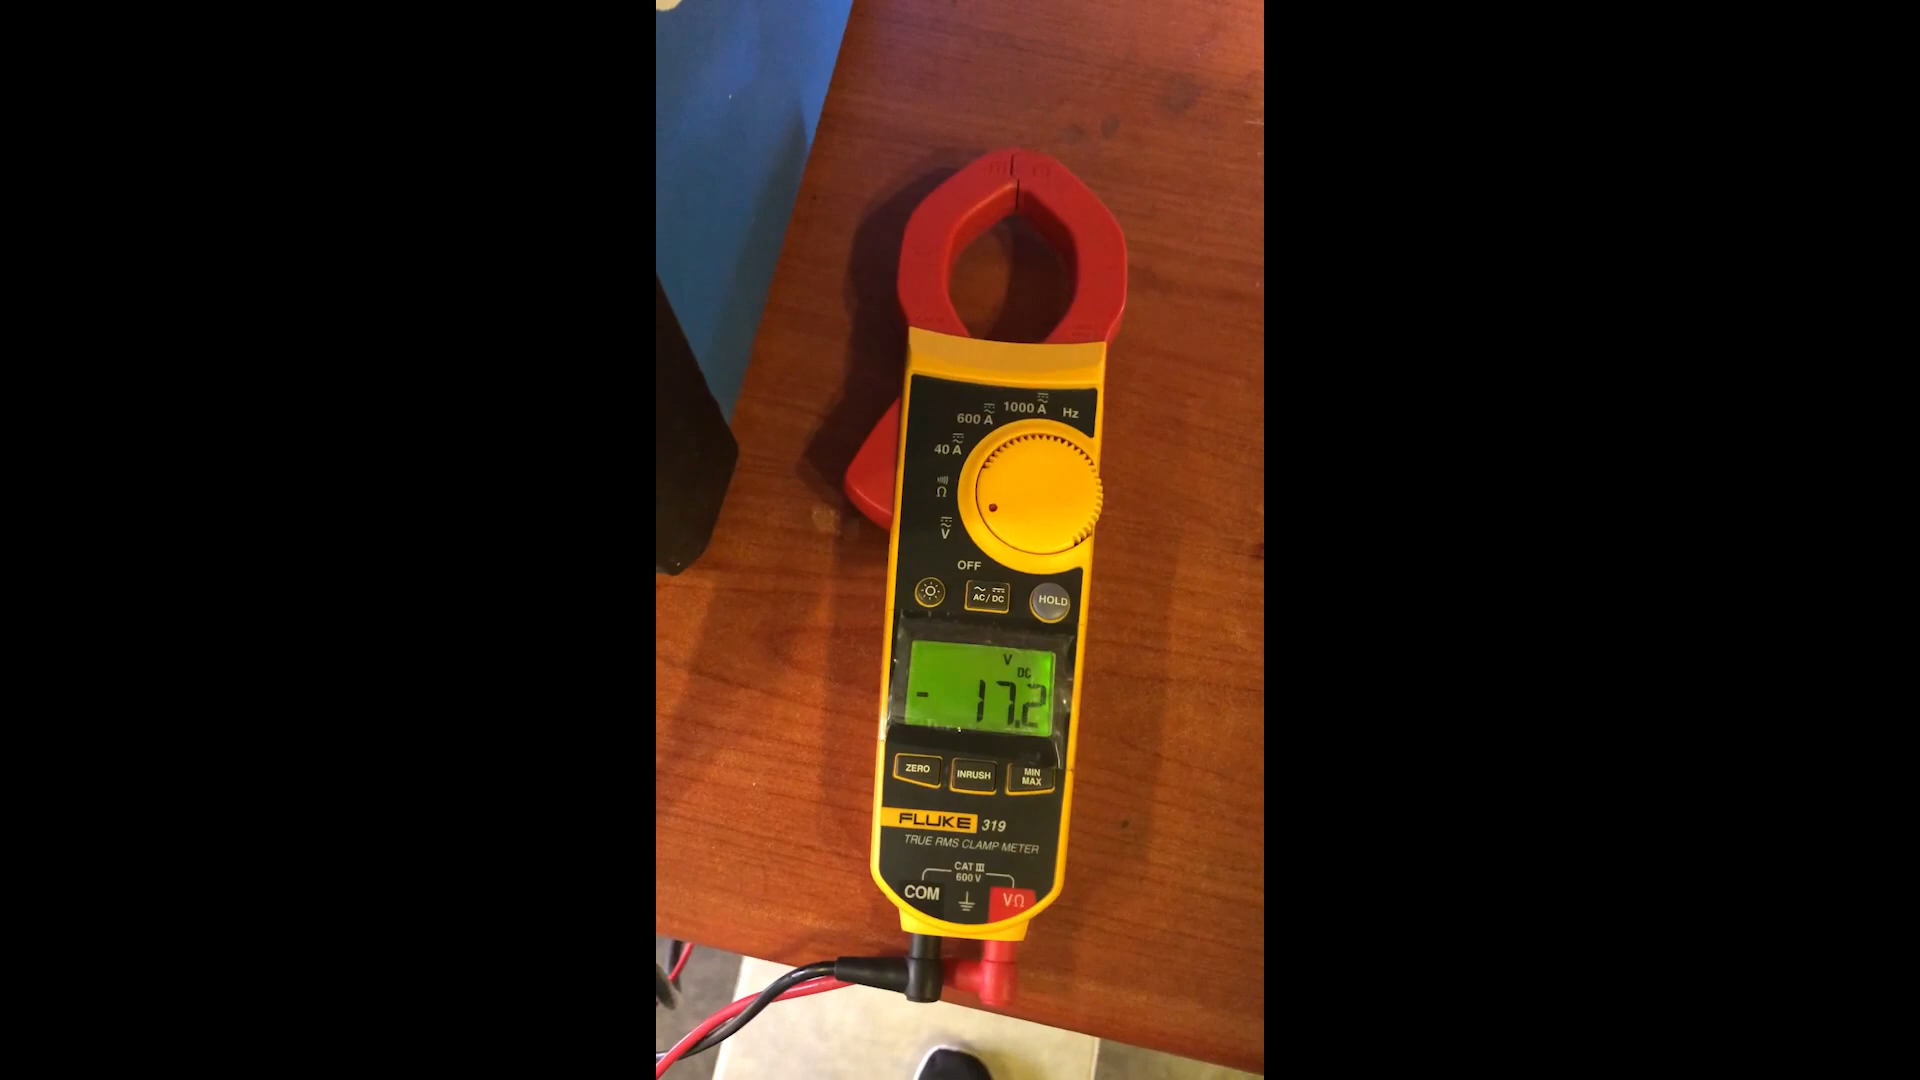 1000 A Hz
600 A
40 A
Ω
V
OFF
AC / DC HOLD
V
DC
- 17.2
ZERO INRUSH MIN MAX
FLUKE 319
TRUE RMS CLAMP METER
CAT III
600 V
COM VΩ